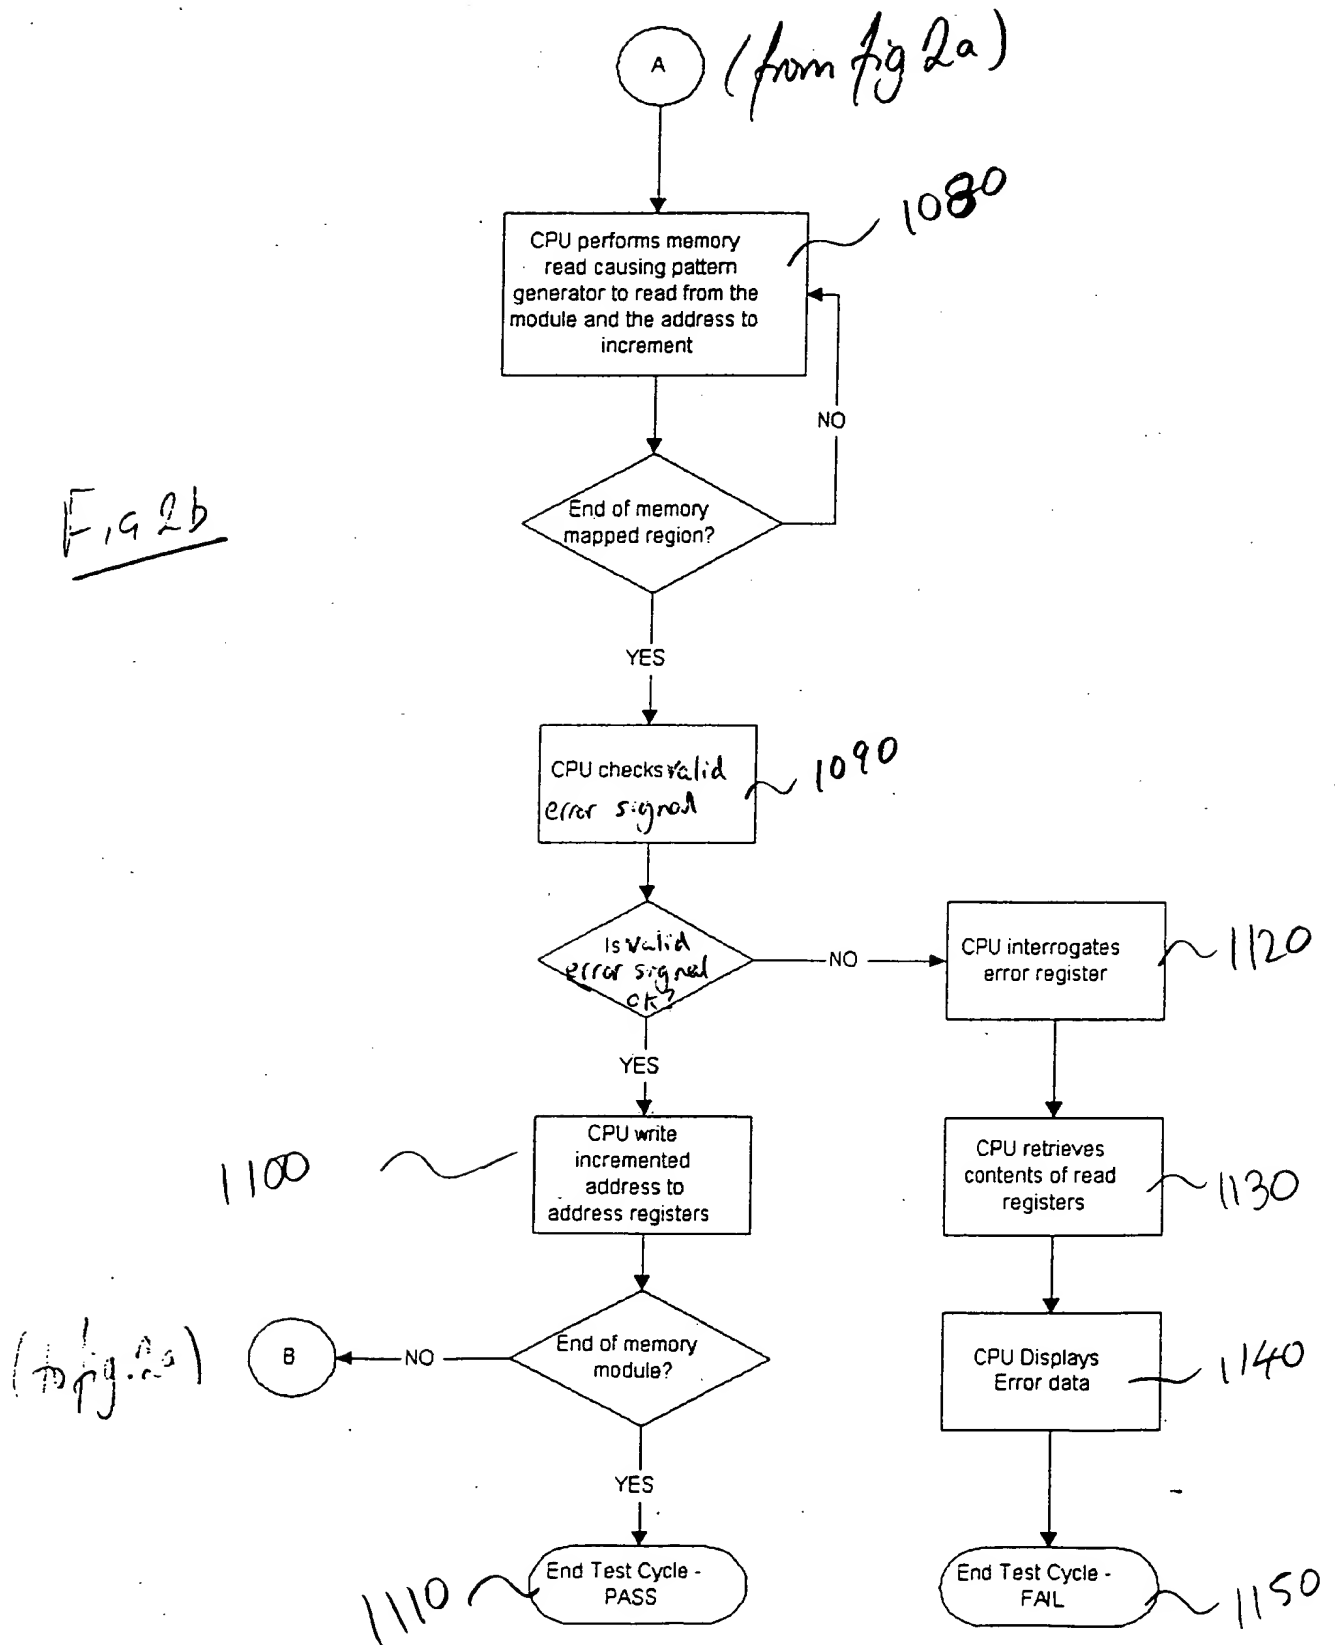 A
(from fig 2a)
1080
CPU performs memory
read causing pattern
generator to read from the
module and the address to
increment
NO
Fig 2b
End of memory
mapped region?
YES
CPU checks valid
error signal
1090
Is valid
error signal
ok?
NO
CPU interrogates
error register
1120
YES
CPU write
incremented
address to
address registers
1100
CPU retrieves
contents of read
registers
1130
(to fig. 2a)
B
NO
End of memory
module?
CPU Displays
Error data
1140
YES
End Test Cycle -
PASS
1110
End Test Cycle -
FAIL
1150